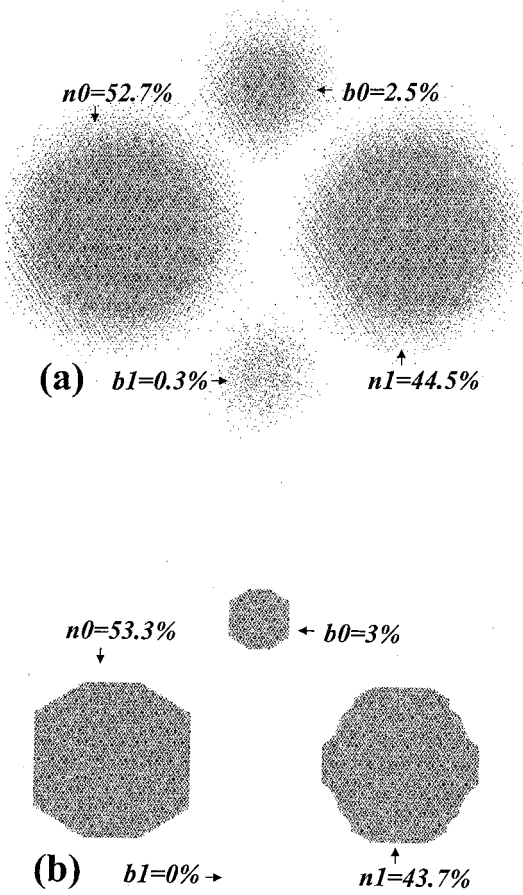 n0=52.7%
b0=2.5%
(a)
b1=0.3%
n1=44.5%
n0=53.3%
b0=3%
(b)
b1=0%
n1=43.7%